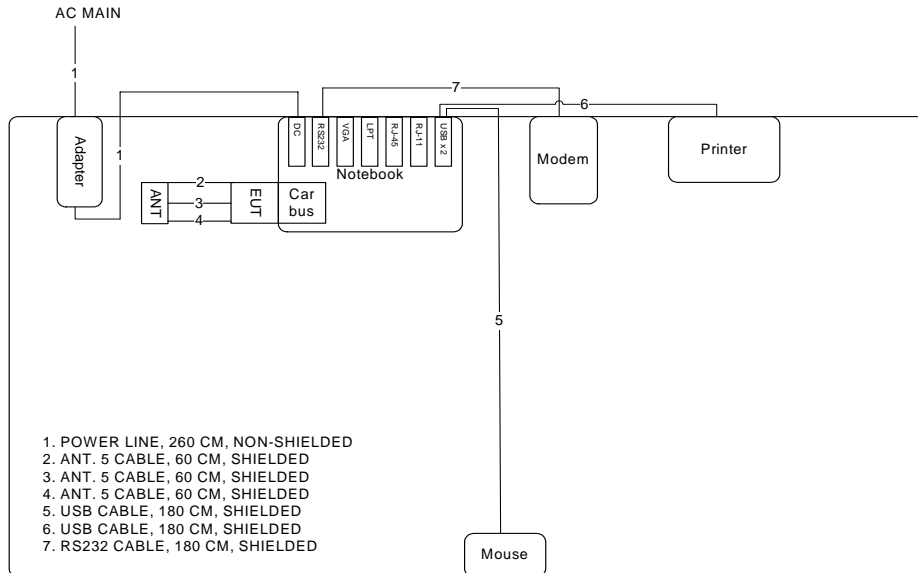 AC MAIN
1
7
6
Adapter
1
DC
RS232
VGA
LPT
RJ-45
RJ-11
USB x 2
Notebook
Modem
Printer
ANT
2
3
4
EUT
Car
bus
5
1. POWER LINE, 260 CM, NON-SHIELDED
2. ANT. 5 CABLE, 60 CM, SHIELDED
3. ANT. 5 CABLE, 60 CM, SHIELDED
4. ANT. 5 CABLE, 60 CM, SHIELDED
5. USB CABLE, 180 CM, SHIELDED
6. USB CABLE, 180 CM, SHIELDED
7. RS232 CABLE, 180 CM, SHIELDED
Mouse